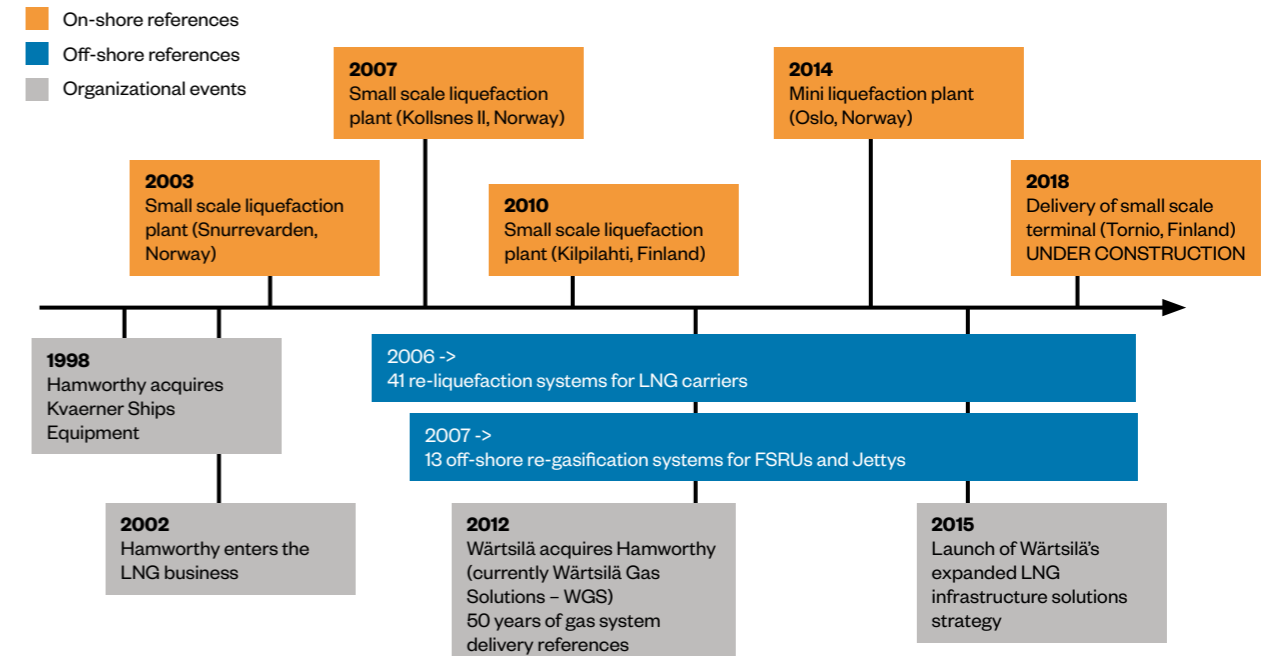 On-shore references
Off-shore references
Organizational events
2007
Small scale liquefaction
plant (Kollsnes II, Norway)
2014
Mini liquefaction plant
(Oslo, Norway)
2003
Small scale liquefaction
plant (Snurrevarden,
Norway)
2010
Small scale liquefaction
plant (Kilpilahti, Finland)
2018
Delivery of small scale
terminal (Tornio, Finland)
UNDER CONSTRUCTION
1998
Hamworthy acquires
Kvaerner Ships
Equipment
2006 ->
41 re-liquefaction systems for LNG carriers
2007 ->
13 off-shore re-gasification systems for FSRUs and Jettys
2002
Hamworthy enters the
LNG business
2012
Wärtsilä acquires Hamworthy
(currently Wärtsilä Gas
Solutions – WGS)
50 years of gas system
delivery references
2015
Launch of Wärtsilä’s
expanded LNG
infrastructure solutions
strategy